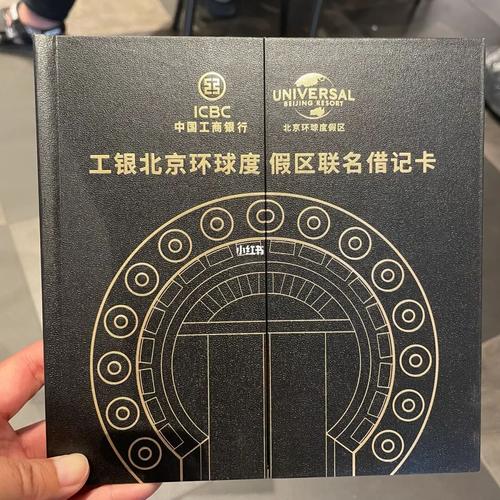 ICBC
中国工商银行
UNIVERSAL
BEIJING RESORT
北京环球度假区
工银北京环球度假区联名借记卡
小红书